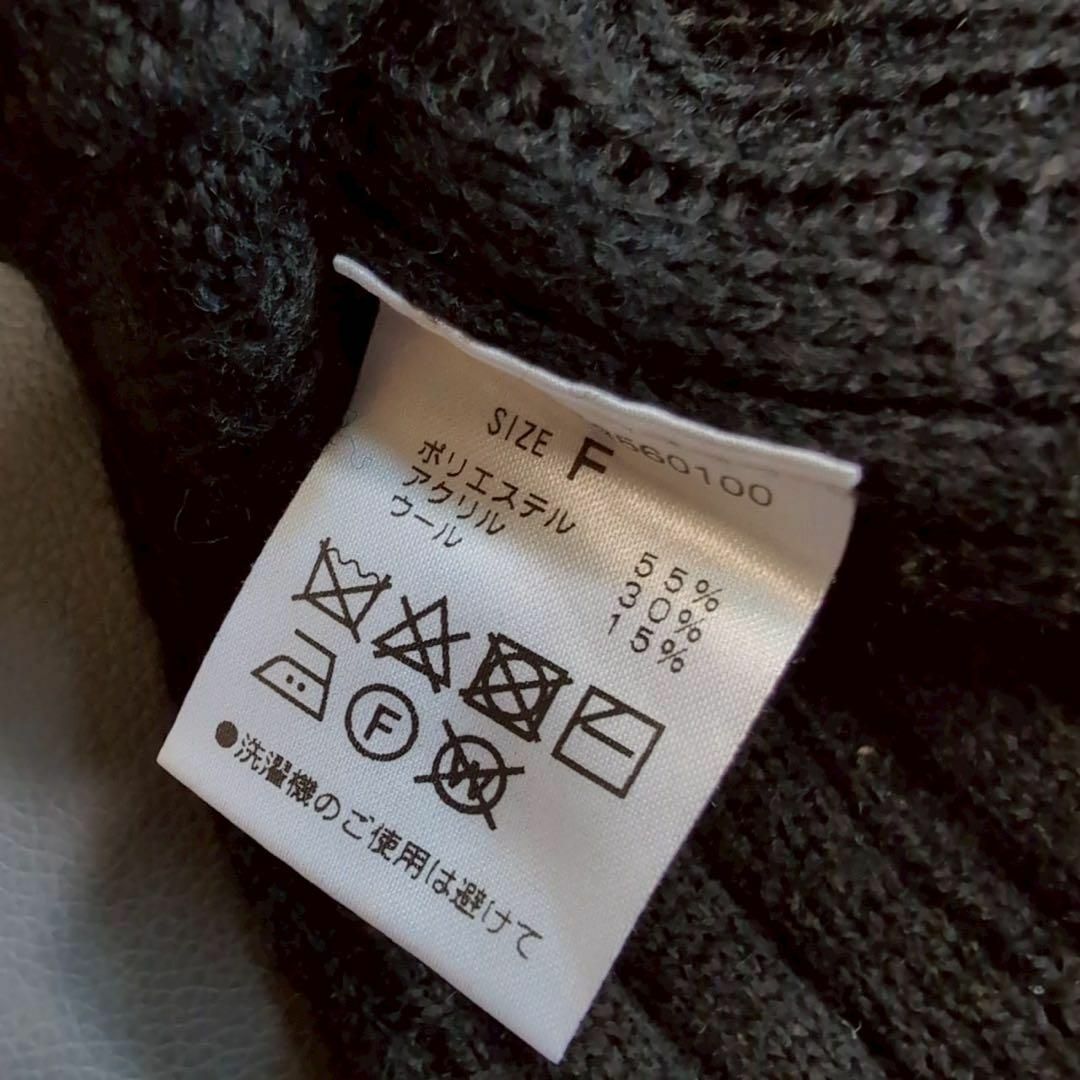 SIZE F
ポリエステル 55%
アクリル 30%
ウール 15%
F
W
●洗濯機のご使用は避けて